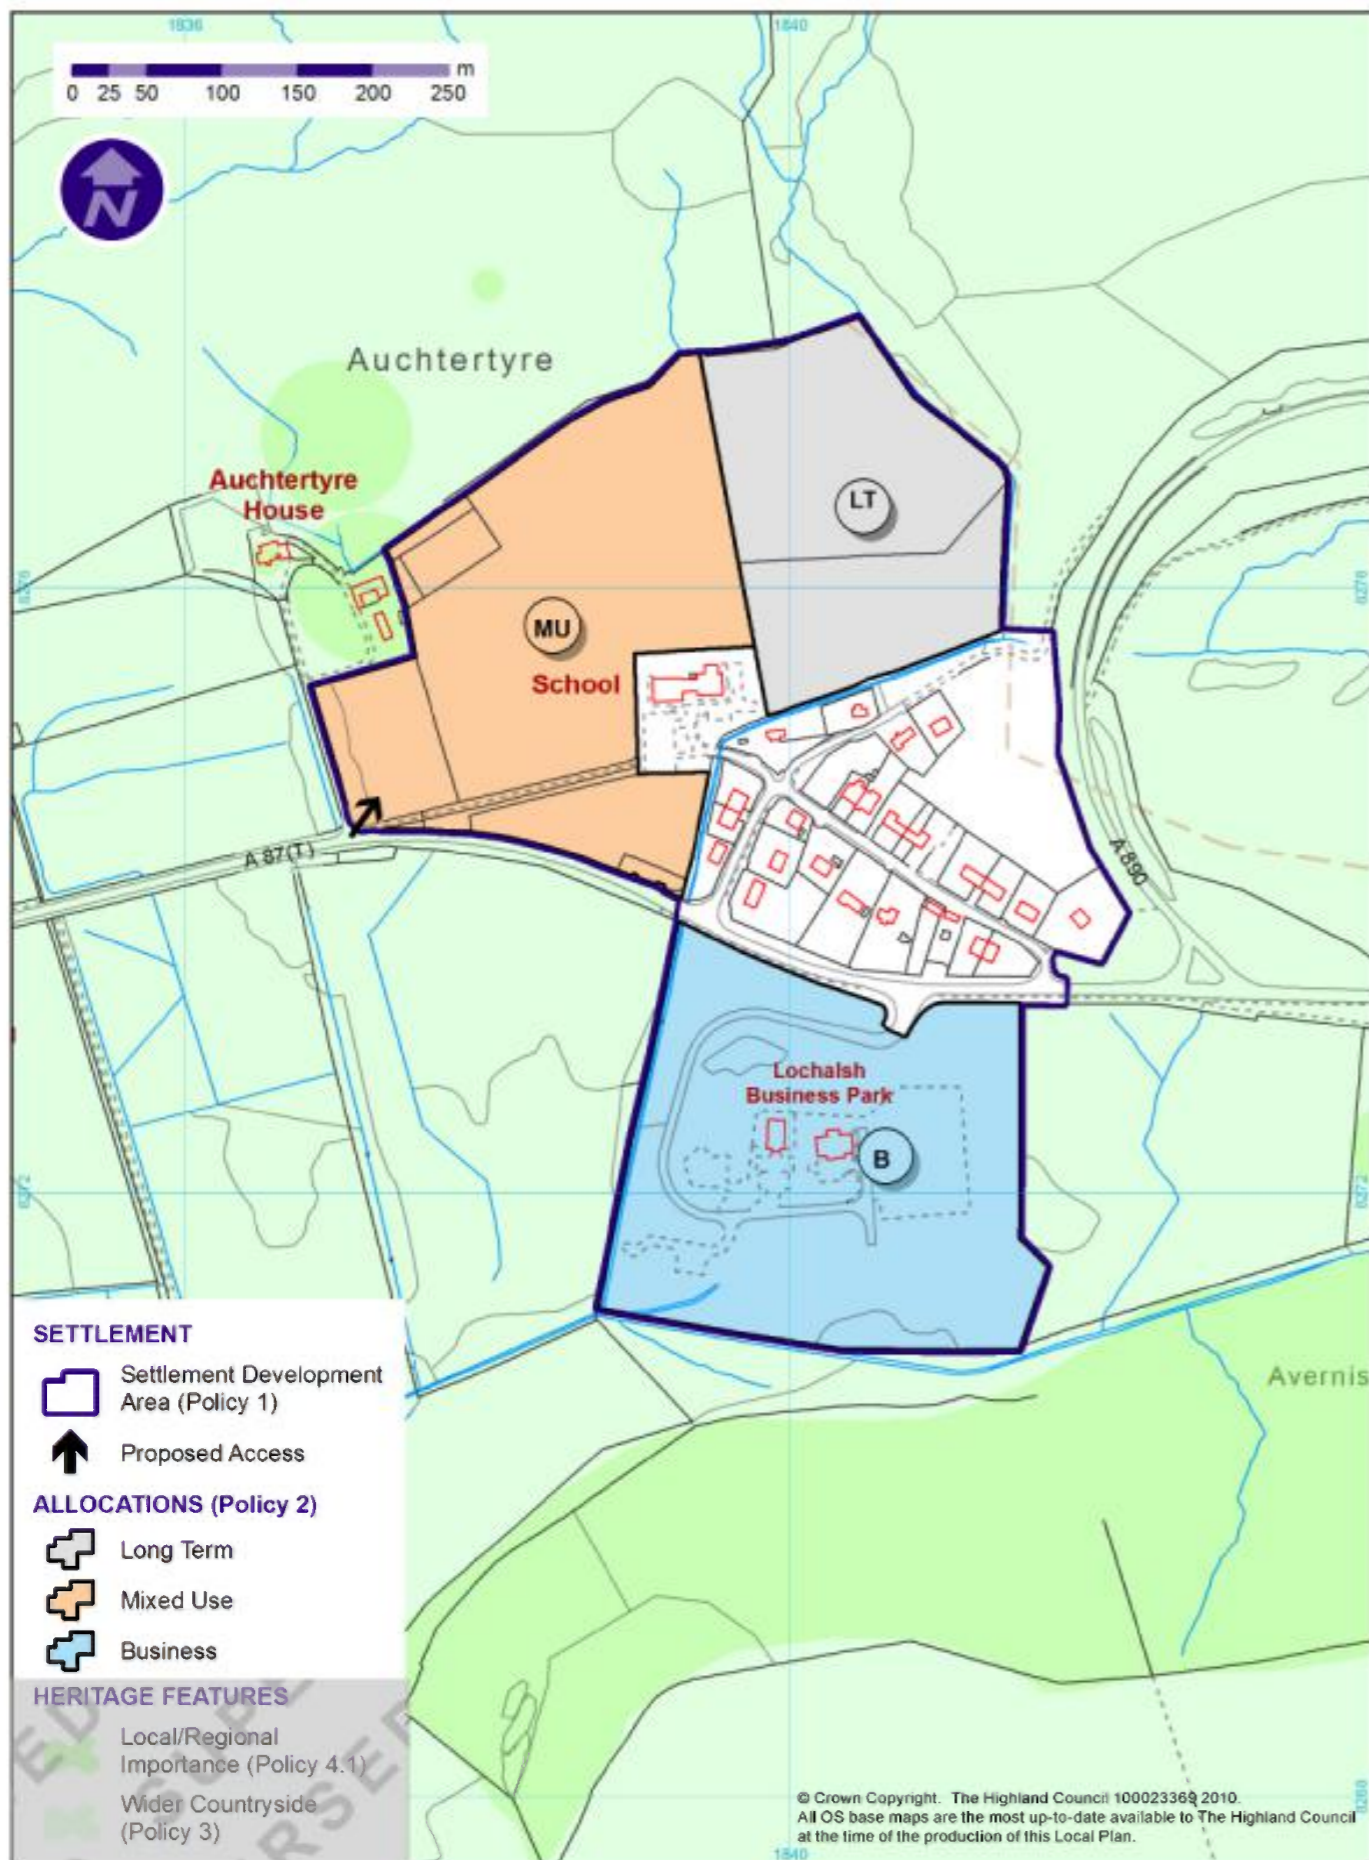 1836
1840
m
0 25 50 100 150 200 250
N
Auchtertyre
Auchtertyre
House
LT
MU
School
A 87(T)
A 890
Lochalsh
Business Park
B
8272
8272
Avernis
SETTLEMENT
Settlement Development
Area (Policy 1)
Proposed Access
ALLOCATIONS (Policy 2)
Long Term
Mixed Use
Business
HERITAGE FEATURES
Local/Regional
Importance (Policy 4.1)
Wider Countryside
(Policy 3)
© Crown Copyright. The Highland Council 100023369 2010.
All OS base maps are the most up-to-date available to The Highland Council
at the time of the production of this Local Plan.
8268
1840